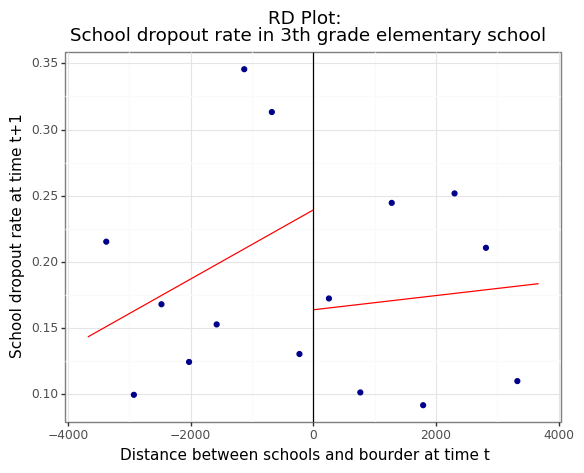 RD Plot:
School dropout rate in 3th grade elementary school
School dropout rate at time t+1
0.35
0.30
0.25
0.20
0.15
0.10
−4000
−2000
0
2000
4000
Distance between schools and bourder at time t